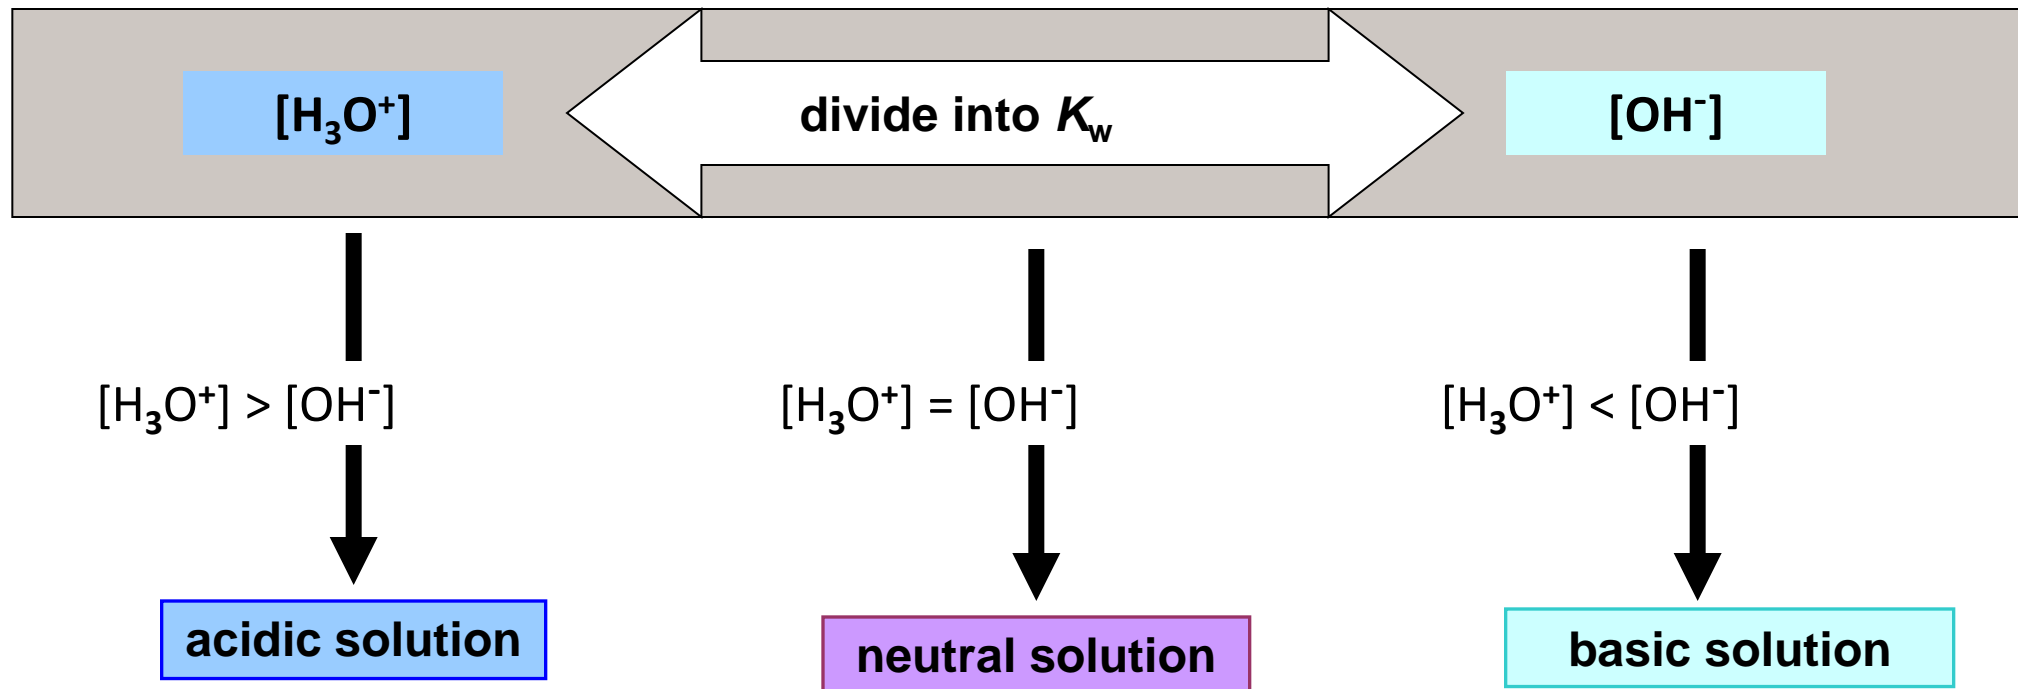 [H₃O⁺]
divide into Kw
[OH⁻]
[H₃O⁺] > [OH⁻]
[H₃O⁺] = [OH⁻]
[H₃O⁺] < [OH⁻]
acidic solution
neutral solution
basic solution